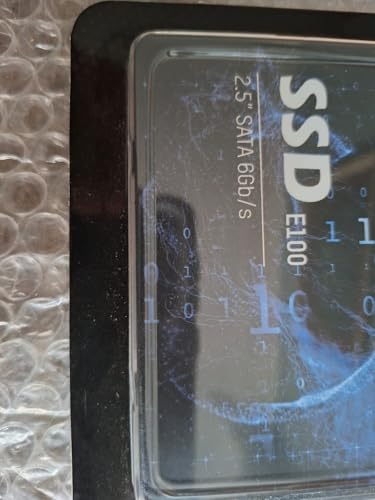 SSD E100
2.5" SATA 6Gb/s